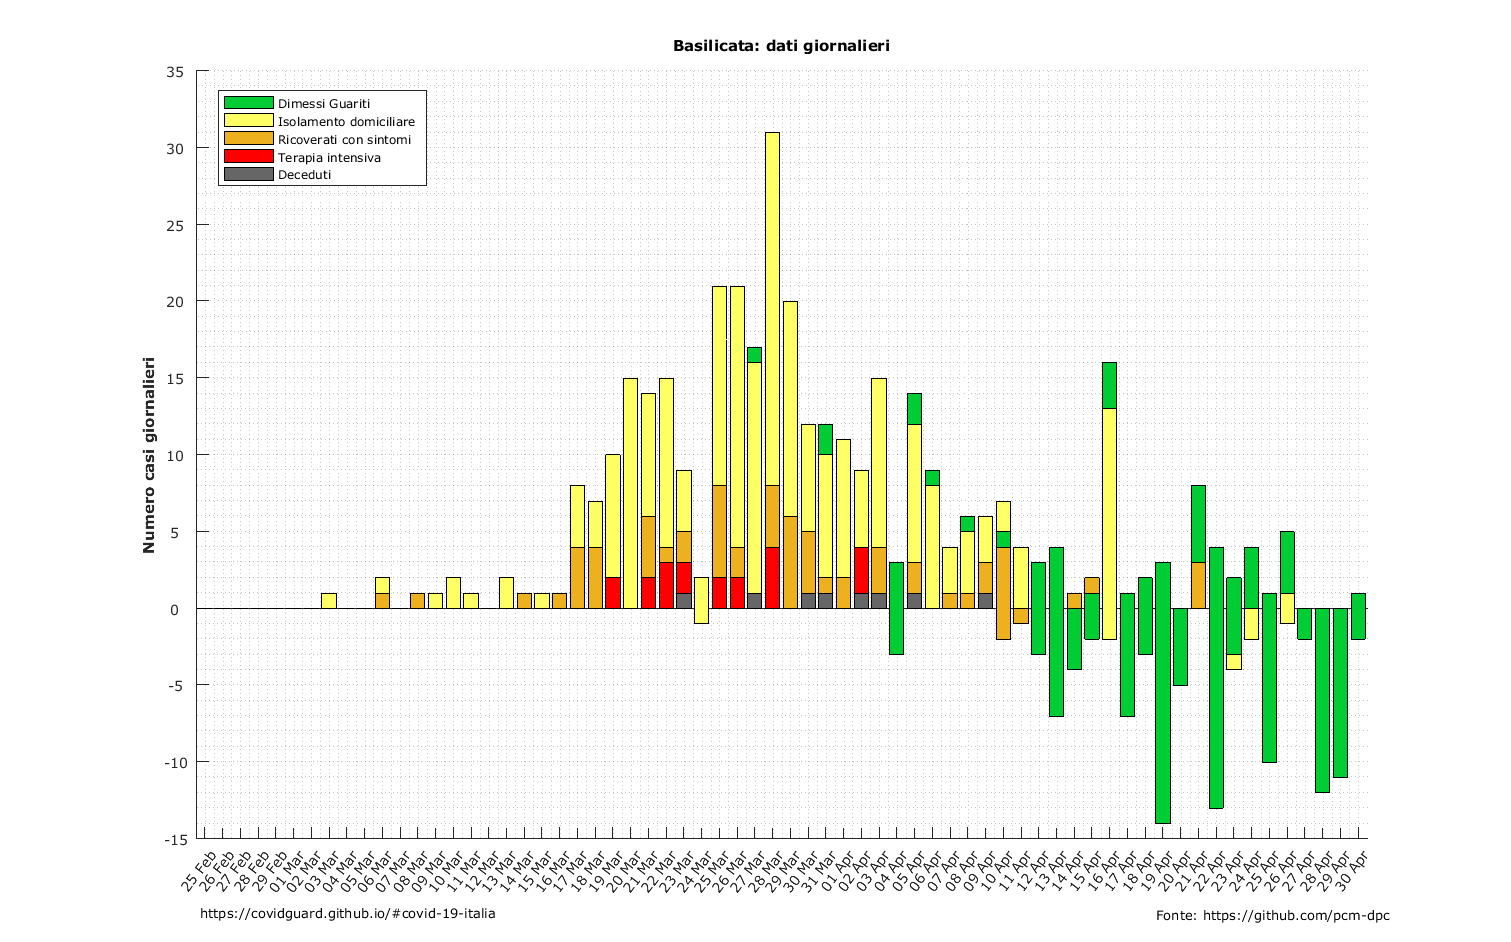 Basilicata: dati giornalieri
35
30
25
20
15
10
5
0
-5
-10
-15
Numero casi giornalieri
Dimessi Guariti
Isolamento domiciliare
Ricoverati con sintomi
Terapia intensiva
Deceduti
25 Feb
26 Feb
27 Feb
28 Feb
29 Feb
01 Mar
02 Mar
03 Mar
04 Mar
05 Mar
06 Mar
07 Mar
08 Mar
09 Mar
10 Mar
11 Mar
12 Mar
13 Mar
14 Mar
15 Mar
16 Mar
17 Mar
18 Mar
19 Mar
20 Mar
21 Mar
22 Mar
23 Mar
24 Mar
25 Mar
26 Mar
27 Mar
28 Mar
29 Mar
30 Mar
31 Mar
01 Apr
02 Apr
03 Apr
04 Apr
05 Apr
06 Apr
07 Apr
08 Apr
09 Apr
10 Apr
11 Apr
12 Apr
13 Apr
14 Apr
15 Apr
16 Apr
17 Apr
18 Apr
19 Apr
20 Apr
21 Apr
22 Apr
23 Apr
24 Apr
25 Apr
26 Apr
27 Apr
28 Apr
29 Apr
30 Apr
https://covidguard.github.io/#covid-19-italia
Fonte: https://github.com/pcm-dpc